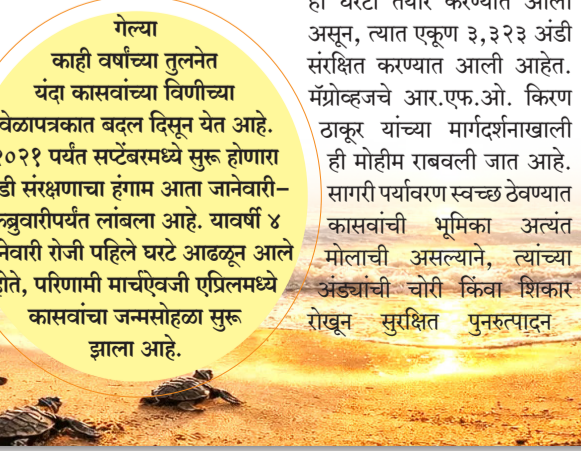 गेल्या
काही वर्षांच्या तुलनेत
यंदा कासवांच्या विणीच्या
वेळापत्रकात बदल दिसून येत आहे.
२०२१ पर्यंत सप्टेंबरमध्ये सुरू होणारा
संरक्षणाचा हंगाम आता जानेवारी–
लांबला आहे. यावर्षी ४
रोजी पहिले घरटे आढळून आले
परिणामी मार्चऐवजी एप्रिलमध्ये
कासवांचा जन्मसोहळा सुरू
झाला आहे.
असून, त्यात एकूण ३,३२३ अंडी
संरक्षित करण्यात आली आहेत.
मॅग्रोव्हजचे आर.एफ.ओ. किरण
ठाकूर यांच्या मार्गदर्शनाखाली
ही मोहीम राबवली जात आहे.
सागरी पर्यावरण स्वच्छ ठेवण्यात
कासवांची भूमिका अत्यंत
मोलाची असल्याने, त्यांच्या
अंड्यांची चोरी किंवा शिकार
रोखून सुरक्षित पुनरुत्पादन